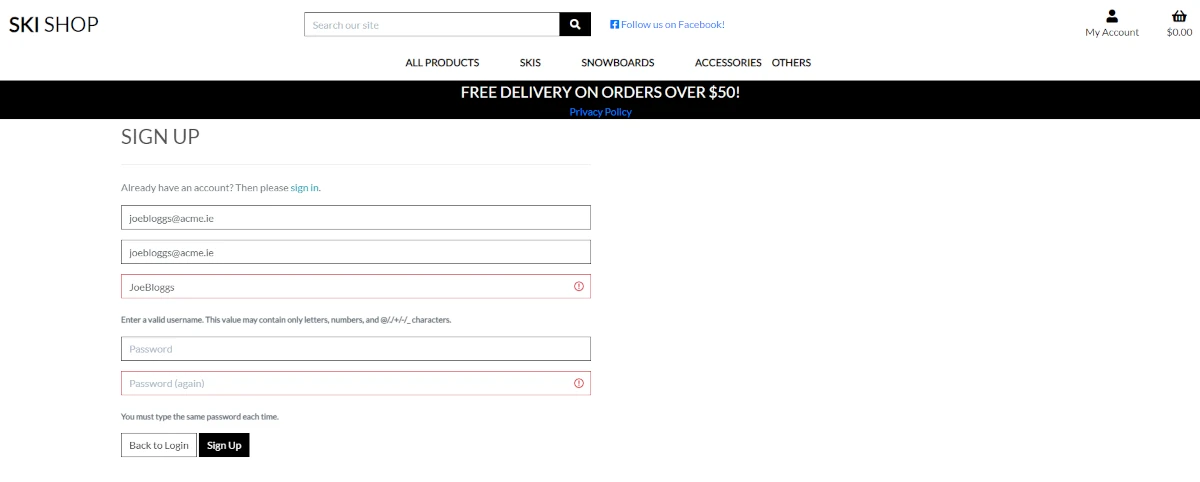 SKI SHOP
Search our site
Follow us on Facebook!
My Account
$0.00
ALL PRODUCTS SKIS SNOWBOARDS ACCESSORIES OTHERS
FREE DELIVERY ON ORDERS OVER $50!
Privacy Policy
SIGN UP
Already have an account? Then please sign in.
joebloggs@acme.ie
joebloggs@acme.ie
JoeBloggs
Enter a valid username. This value may contain only letters, numbers, and @/./+/-/_ characters.
Password
Password (again)
You must type the same password each time.
Back to Login Sign Up